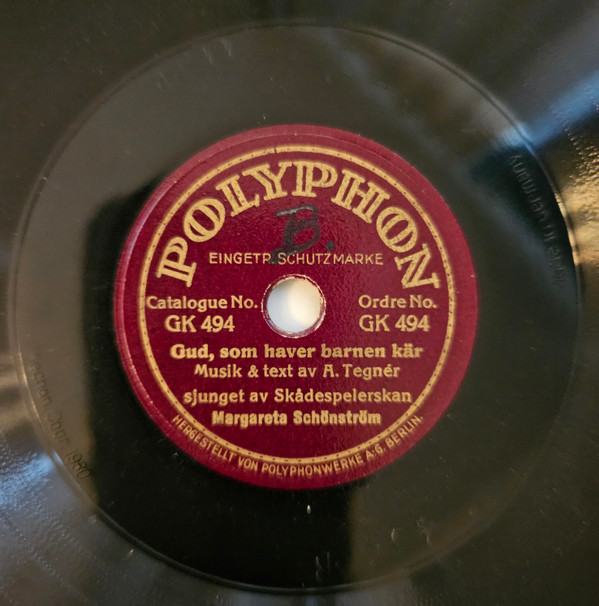 POLYPHON
B.
EINGETR. SCHUTZMARKE
Catalogue No. Ordre No.
GK 494 GK 494
Gud, som haver barnen kär
Musik & text av A. Tegnér
sjunget av Skådespelerskan
Margareta Schönström
HERGESTELLT VON POLYPHONWERKE A-G. BERLIN.